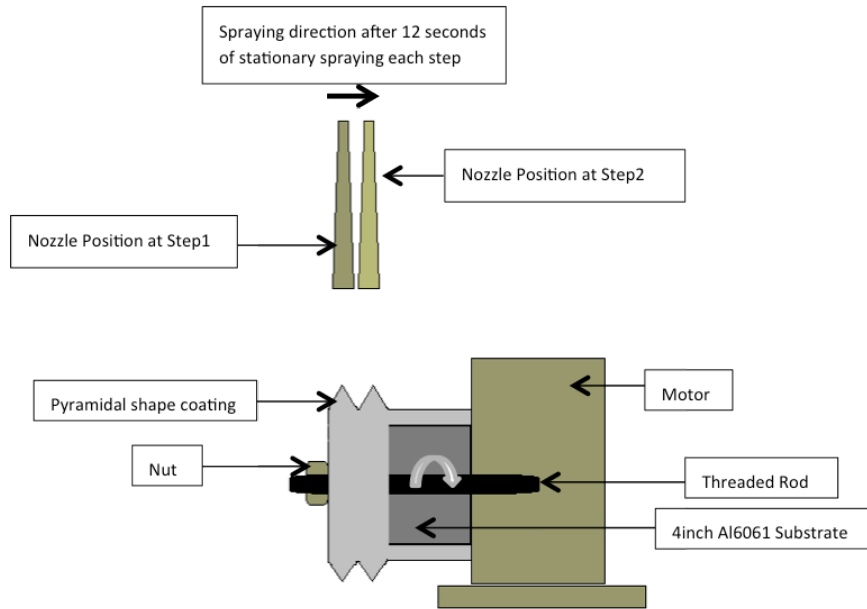 Spraying direction after 12 seconds
of stationary spraying each step
Nozzle Position at Step2
Nozzle Position at Step1
Pyramidal shape coating
Motor
Nut
Threaded Rod
4inch Al6061 Substrate